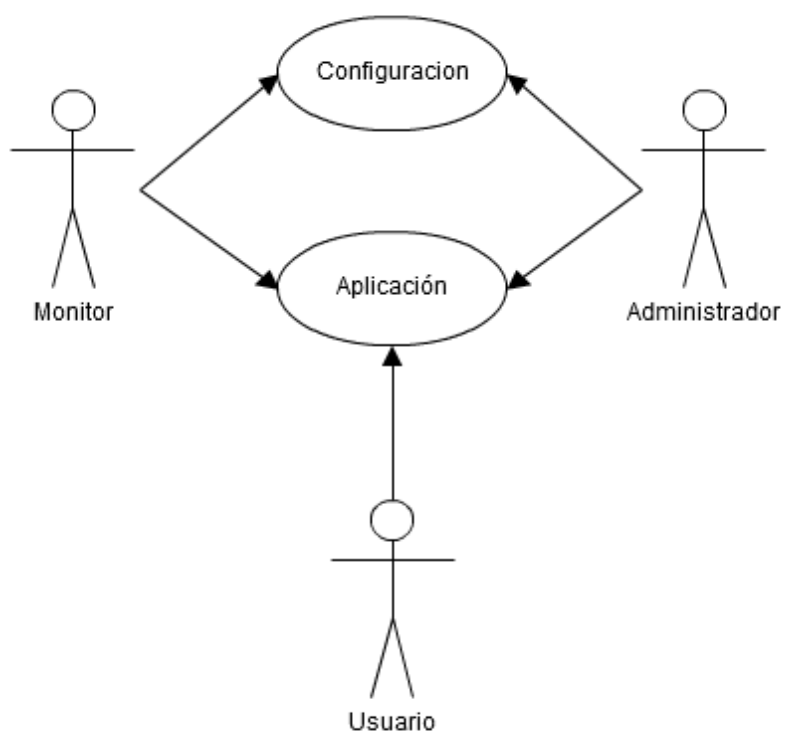 Configuracion
Aplicación
Monitor
Administrador
Usuario